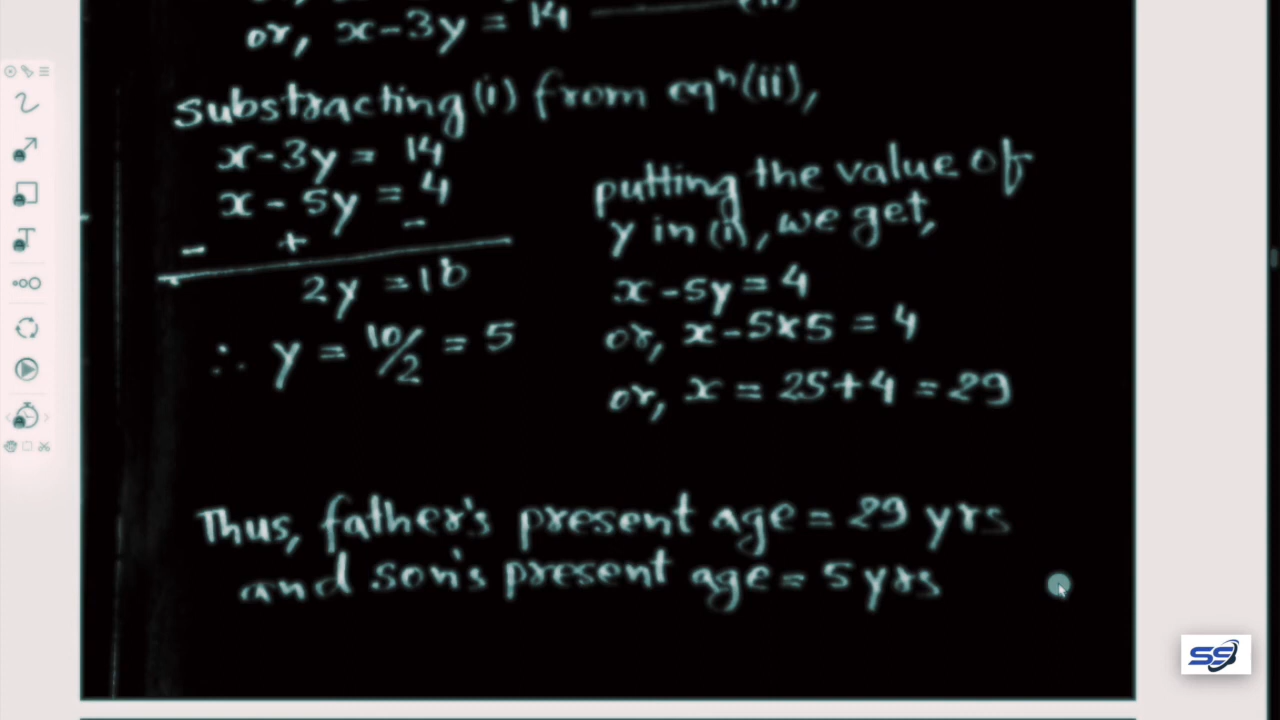 or, x-3y = 14
Substracting (i) from eqⁿ(ii),
x-3y = 14
x - 5y = 4
- + -
2y = 10
∴ y = 10/2 = 5
putting the value of
y in (i), we get,
x-5y = 4
or, x-5×5 = 4
or, x = 25+4 = 29
Thus, father's present age = 29 yrs
and son's present age = 5 yrs